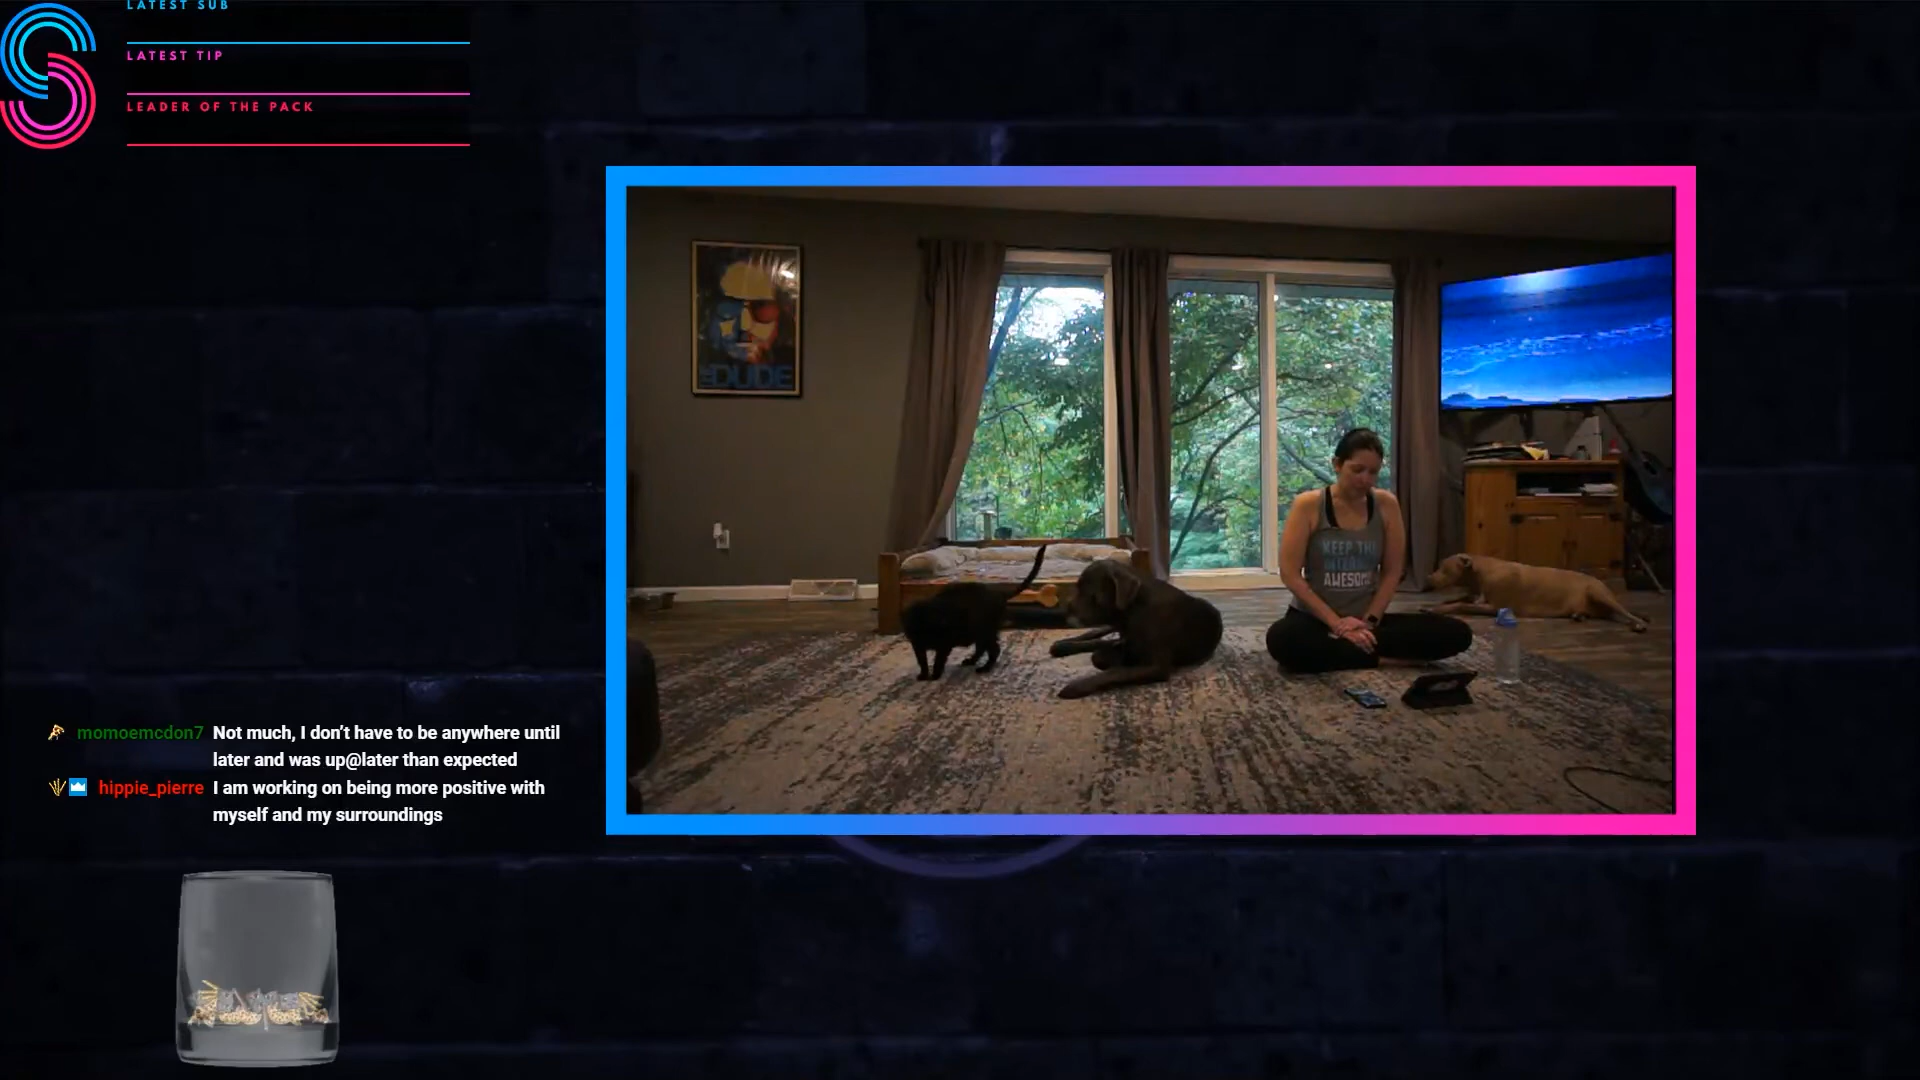 LATEST SUB
LATEST TIP
LEADER OF THE PACK
DUDE
KEEP THE
INTERNET
AWESOME
momoemcdon7 Not much, I don’t have to be anywhere until
later and was up@later than expected
hippie_pierre I am working on being more positive with
myself and my surroundings